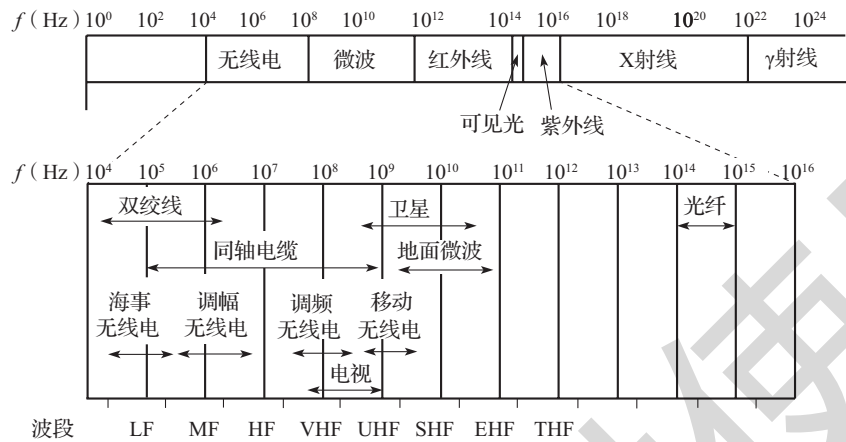 f（Hz） 10⁰ 10² 10⁴ 10⁶ 10⁸ 10¹⁰ 10¹² 10¹⁴ 10¹⁶ 10¹⁸ 10²⁰ 10²² 10²⁴
无线电 微波 红外线 X射线 γ射线
可见光 紫外线
f（Hz） 10⁴ 10⁵ 10⁶ 10⁷ 10⁸ 10⁹ 10¹⁰ 10¹¹ 10¹² 10¹³ 10¹⁴ 10¹⁵ 10¹⁶
双绞线 卫星 光纤
同轴电缆 地面微波
海事 调幅 调频 移动
无线电 无线电 无线电 无线电
电视
波段 LF MF HF VHF UHF SHF EHF THF
使